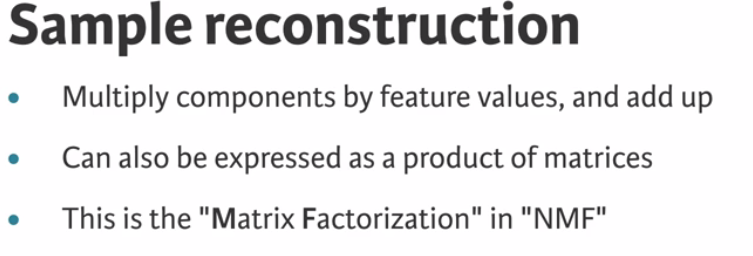 Sample reconstruction
• Multiply components by feature values, and add up
• Can also be expressed as a product of matrices
• This is the "Matrix Factorization" in "NMF"